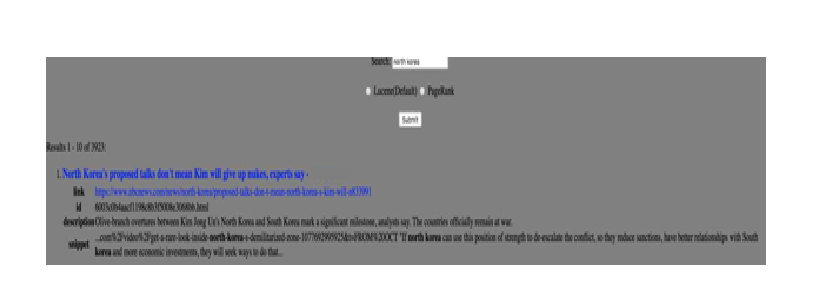 Search: north korea
Lucene(Default) PageRank
Submit
Results 1 - 10 of 3923:
1. North Korea's proposed talks don't mean Kim will give up nukes, experts say -
link https://www.nbcnews.com/news/north-korea/proposed-talks-don-t-mean-north-korea-s-kim-will-n833991
id
description Olive-branch overtures between Kim Jong Un's North Korea and South Korea mark a significant milestone, analysts say. The countries officially remain at war.
snippet ...com%2Fvideo%2Fget-a-rare-look-inside-north-korea-s-demilitarized-zone-1077692995925&t=FROM%20OCT "If north korea can use this position of strength to de-escalate the conflict, so they reduce sanctions, have better relationships with South
korea and more economic investments, they will seek ways to do that...